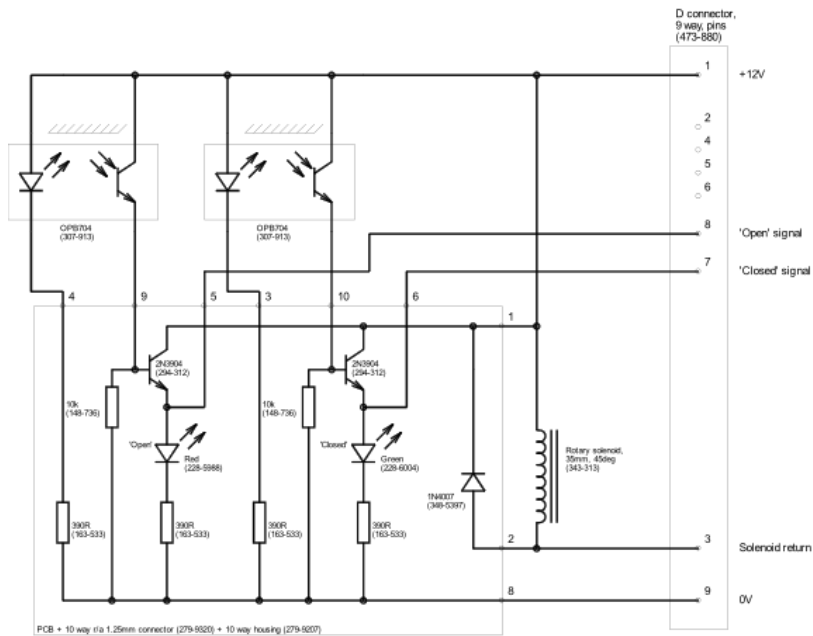 D connector,
9 way, pins
(473-880)
1
+12V
2
4
5
6
8
'Open' signal
7
'Closed' signal
OPB704
(307-913)
OPB704
(307-913)
4
9
5
3
10
6
1
2N3904
(294-312)
2N3904
(294-312)
10k
(148-736)
10k
(148-736)
'Open'
Red
(228-5988)
'Closed'
Green
(228-6004)
Rotary solenoid,
35mm, 45deg
(343-313)
1N4007
(348-5397)
390R
(163-533)
390R
(163-533)
390R
(163-533)
390R
(163-533)
2
3
Solenoid return
8
9
0V
PCB + 10 way r/a 1.25mm connector (279-9320) + 10 way housing (279-9207)